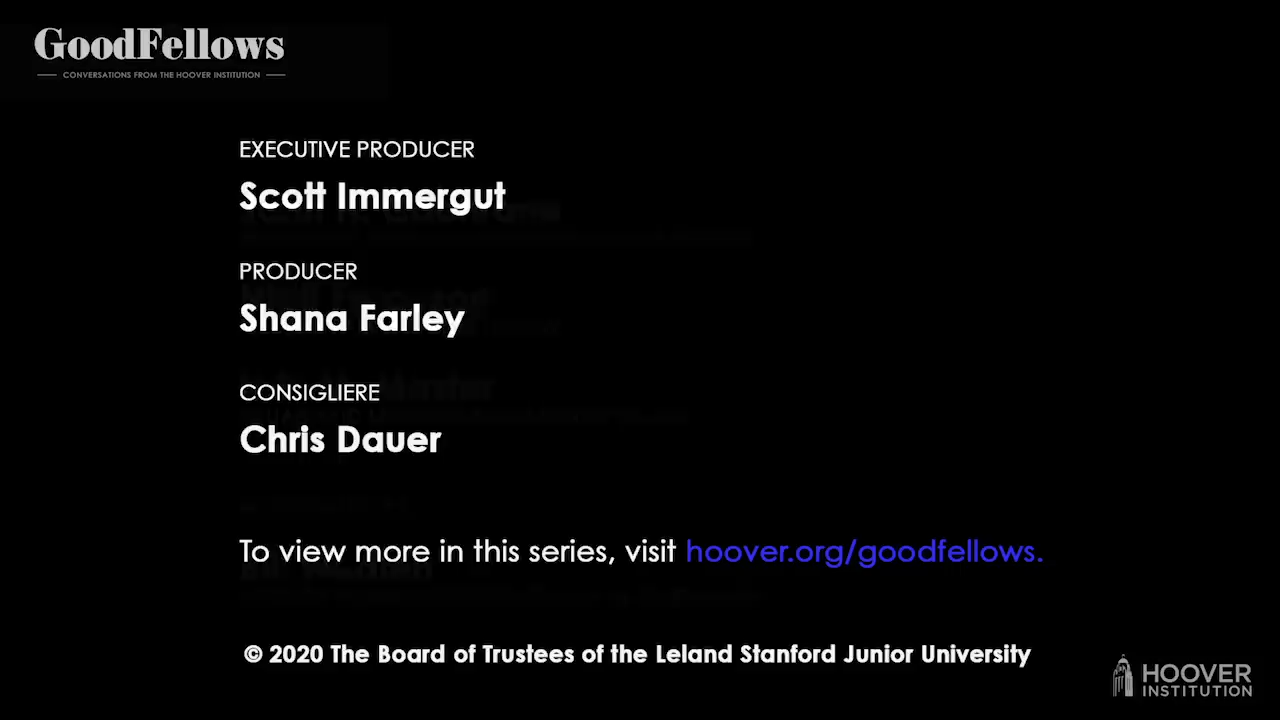 GoodFellows
CONVERSATIONS FROM THE HOOVER INSTITUTION
EXECUTIVE PRODUCER
Scott Immergut
PRODUCER
Shana Farley
CONSIGLIERE
Chris Dauer
To view more in this series, visit hoover.org/goodfellows.
© 2020 The Board of Trustees of the Leland Stanford Junior University
HOOVER
INSTITUTION